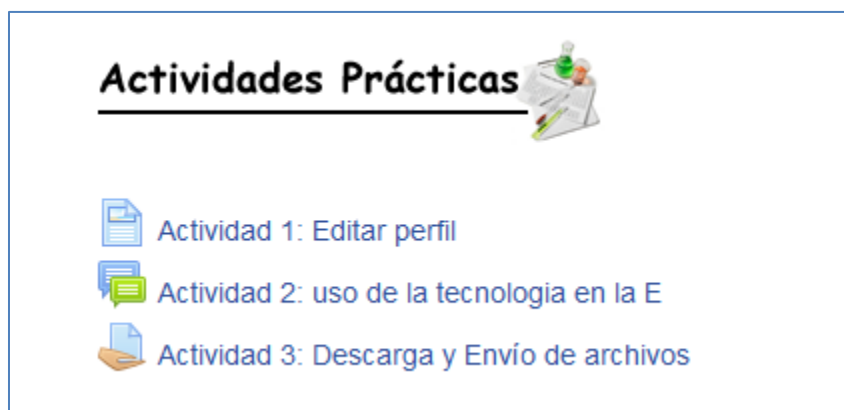 Actividades Prácticas
Actividad 1: Editar perfil
Actividad 2: uso de la tecnologia en la E
Actividad 3: Descarga y Envío de archivos